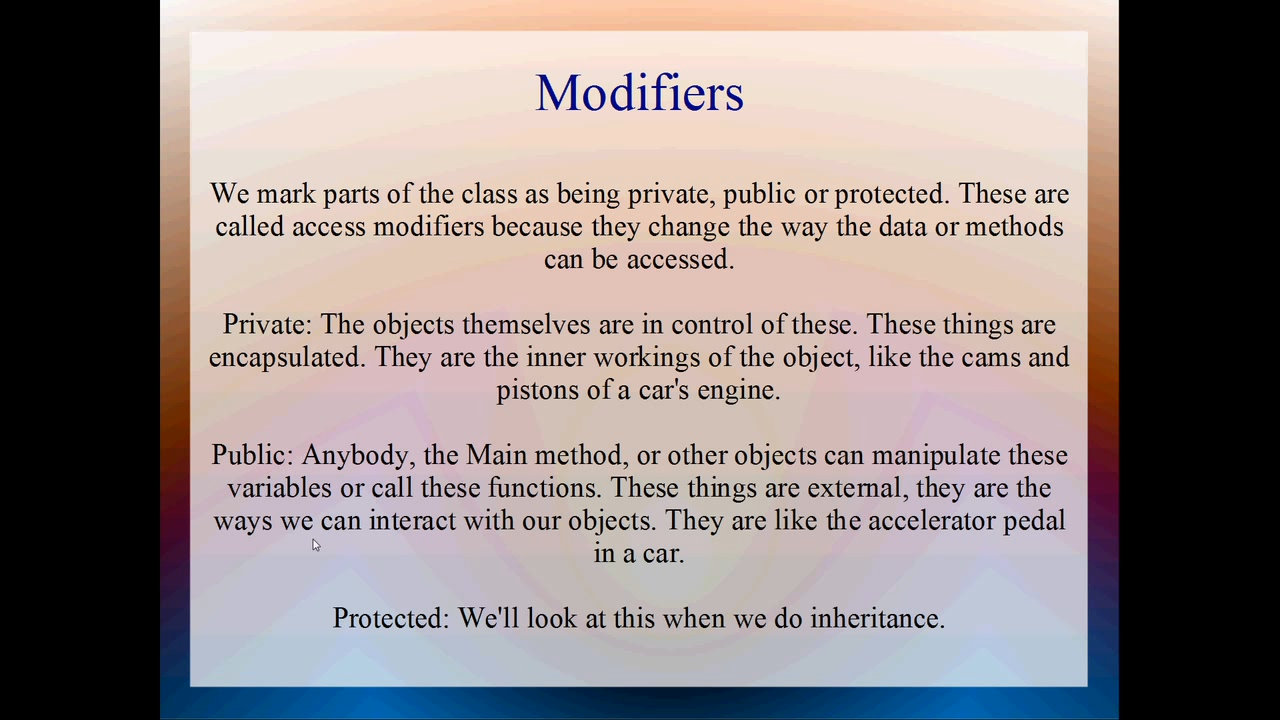 Modifiers
We mark parts of the class as being private, public or protected. These are
called access modifiers because they change the way the data or methods
can be accessed.
Private: The objects themselves are in control of these. These things are
encapsulated. They are the inner workings of the object, like the cams and
pistons of a car's engine.
Public: Anybody, the Main method, or other objects can manipulate these
variables or call these functions. These things are external, they are the
ways we can interact with our objects. They are like the accelerator pedal
in a car.
Protected: We'll look at this when we do inheritance.